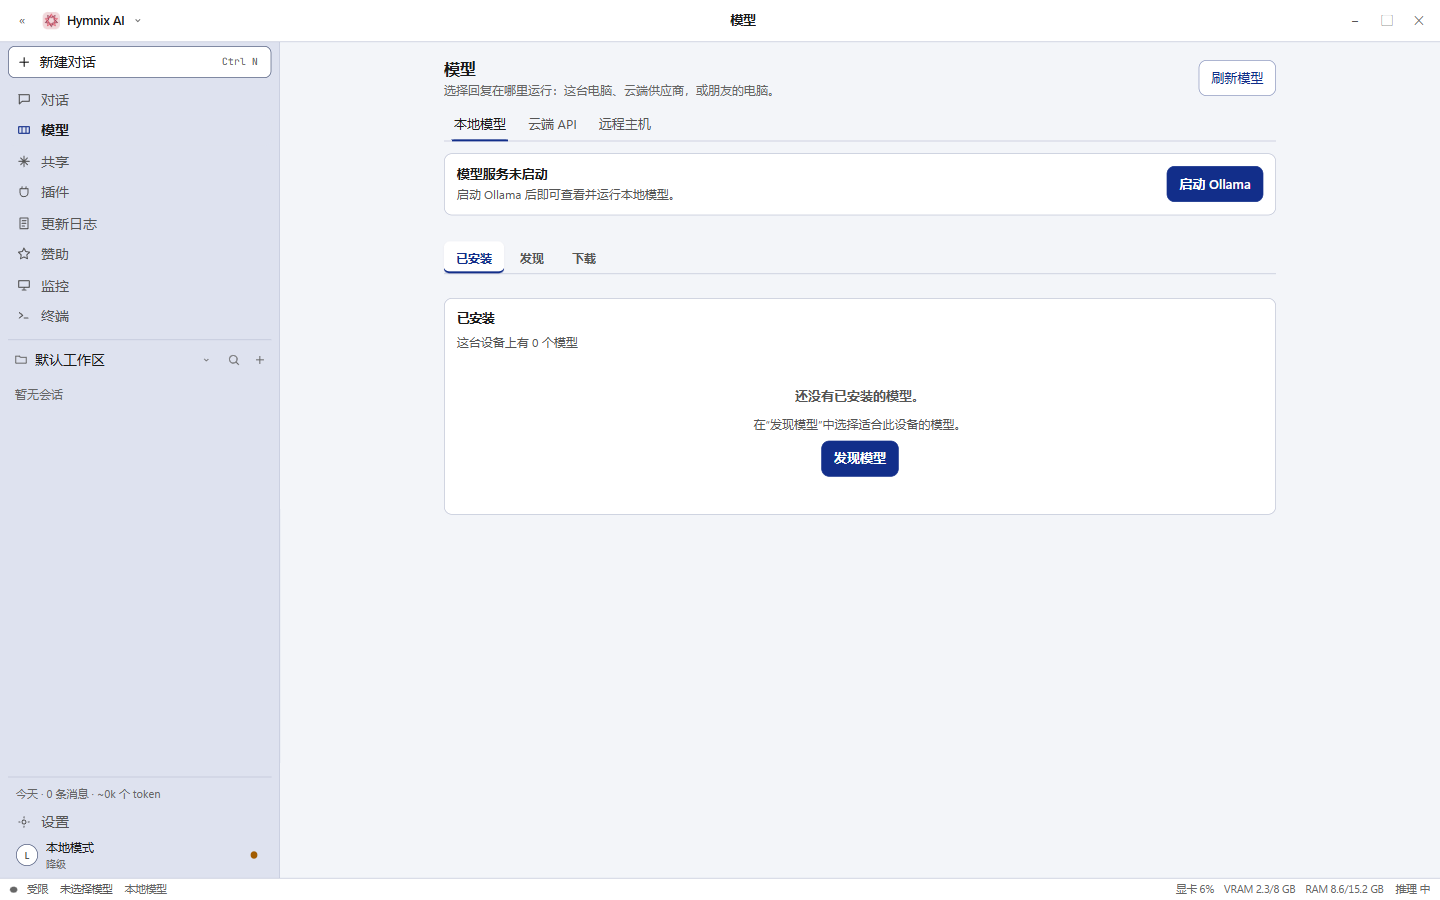 « Hymnix AI
模型
新建对话 Ctrl N
对话
模型
共享
插件
更新日志
赞助
监控
终端
默认工作区
暂无会话
今天 · 0 条消息 · ~0k 个 token
设置
L 本地模式
降级
模型
选择回复在哪里运行：这台电脑、云端供应商，或朋友的电脑。
刷新模型
本地模型 云端 API 远程主机
模型服务未启动
启动 Ollama 后即可查看并运行本地模型。
启动 Ollama
已安装 发现 下载
已安装
这台设备上有 0 个模型
还没有已安装的模型。
在"发现模型"中选择适合此设备的模型。
发现模型
受限 未选择模型 本地模型
显卡 6% VRAM 2.3/8 GB RAM 8.6/15.2 GB 推理 中